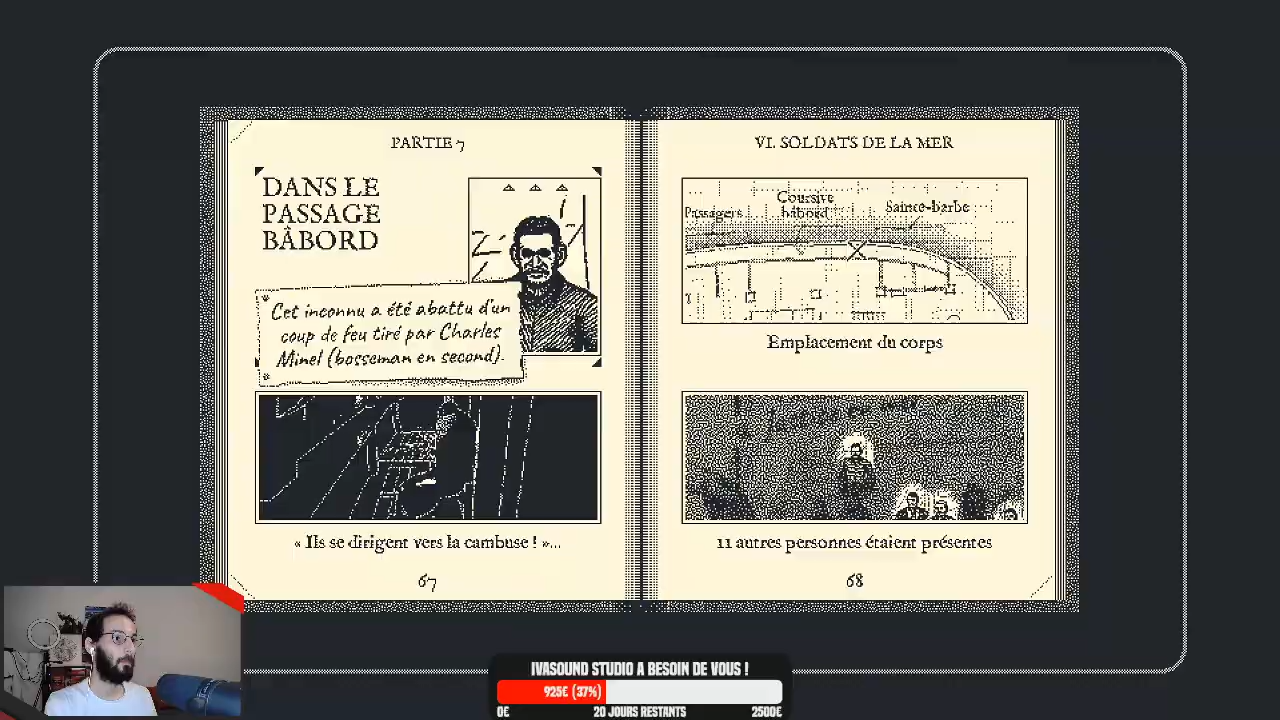 PARTIE 7
DANS LE
PASSAGE
BÂBORD
Cet inconnu a été abattu d'un
coup de feu tiré par Charles
Minel (bosseman en second).
« Ils se dirigent vers la cambuse ! »...
67
VI. SOLDATS DE LA MER
Passagers
Coursive
bâbord
Sainte-barbe
Emplacement du corps
11 autres personnes étaient présentes
68
IVASOUND STUDIO A BESOIN DE VOUS !
925€ (37%)
0€ 20 JOURS RESTANTS 2500€